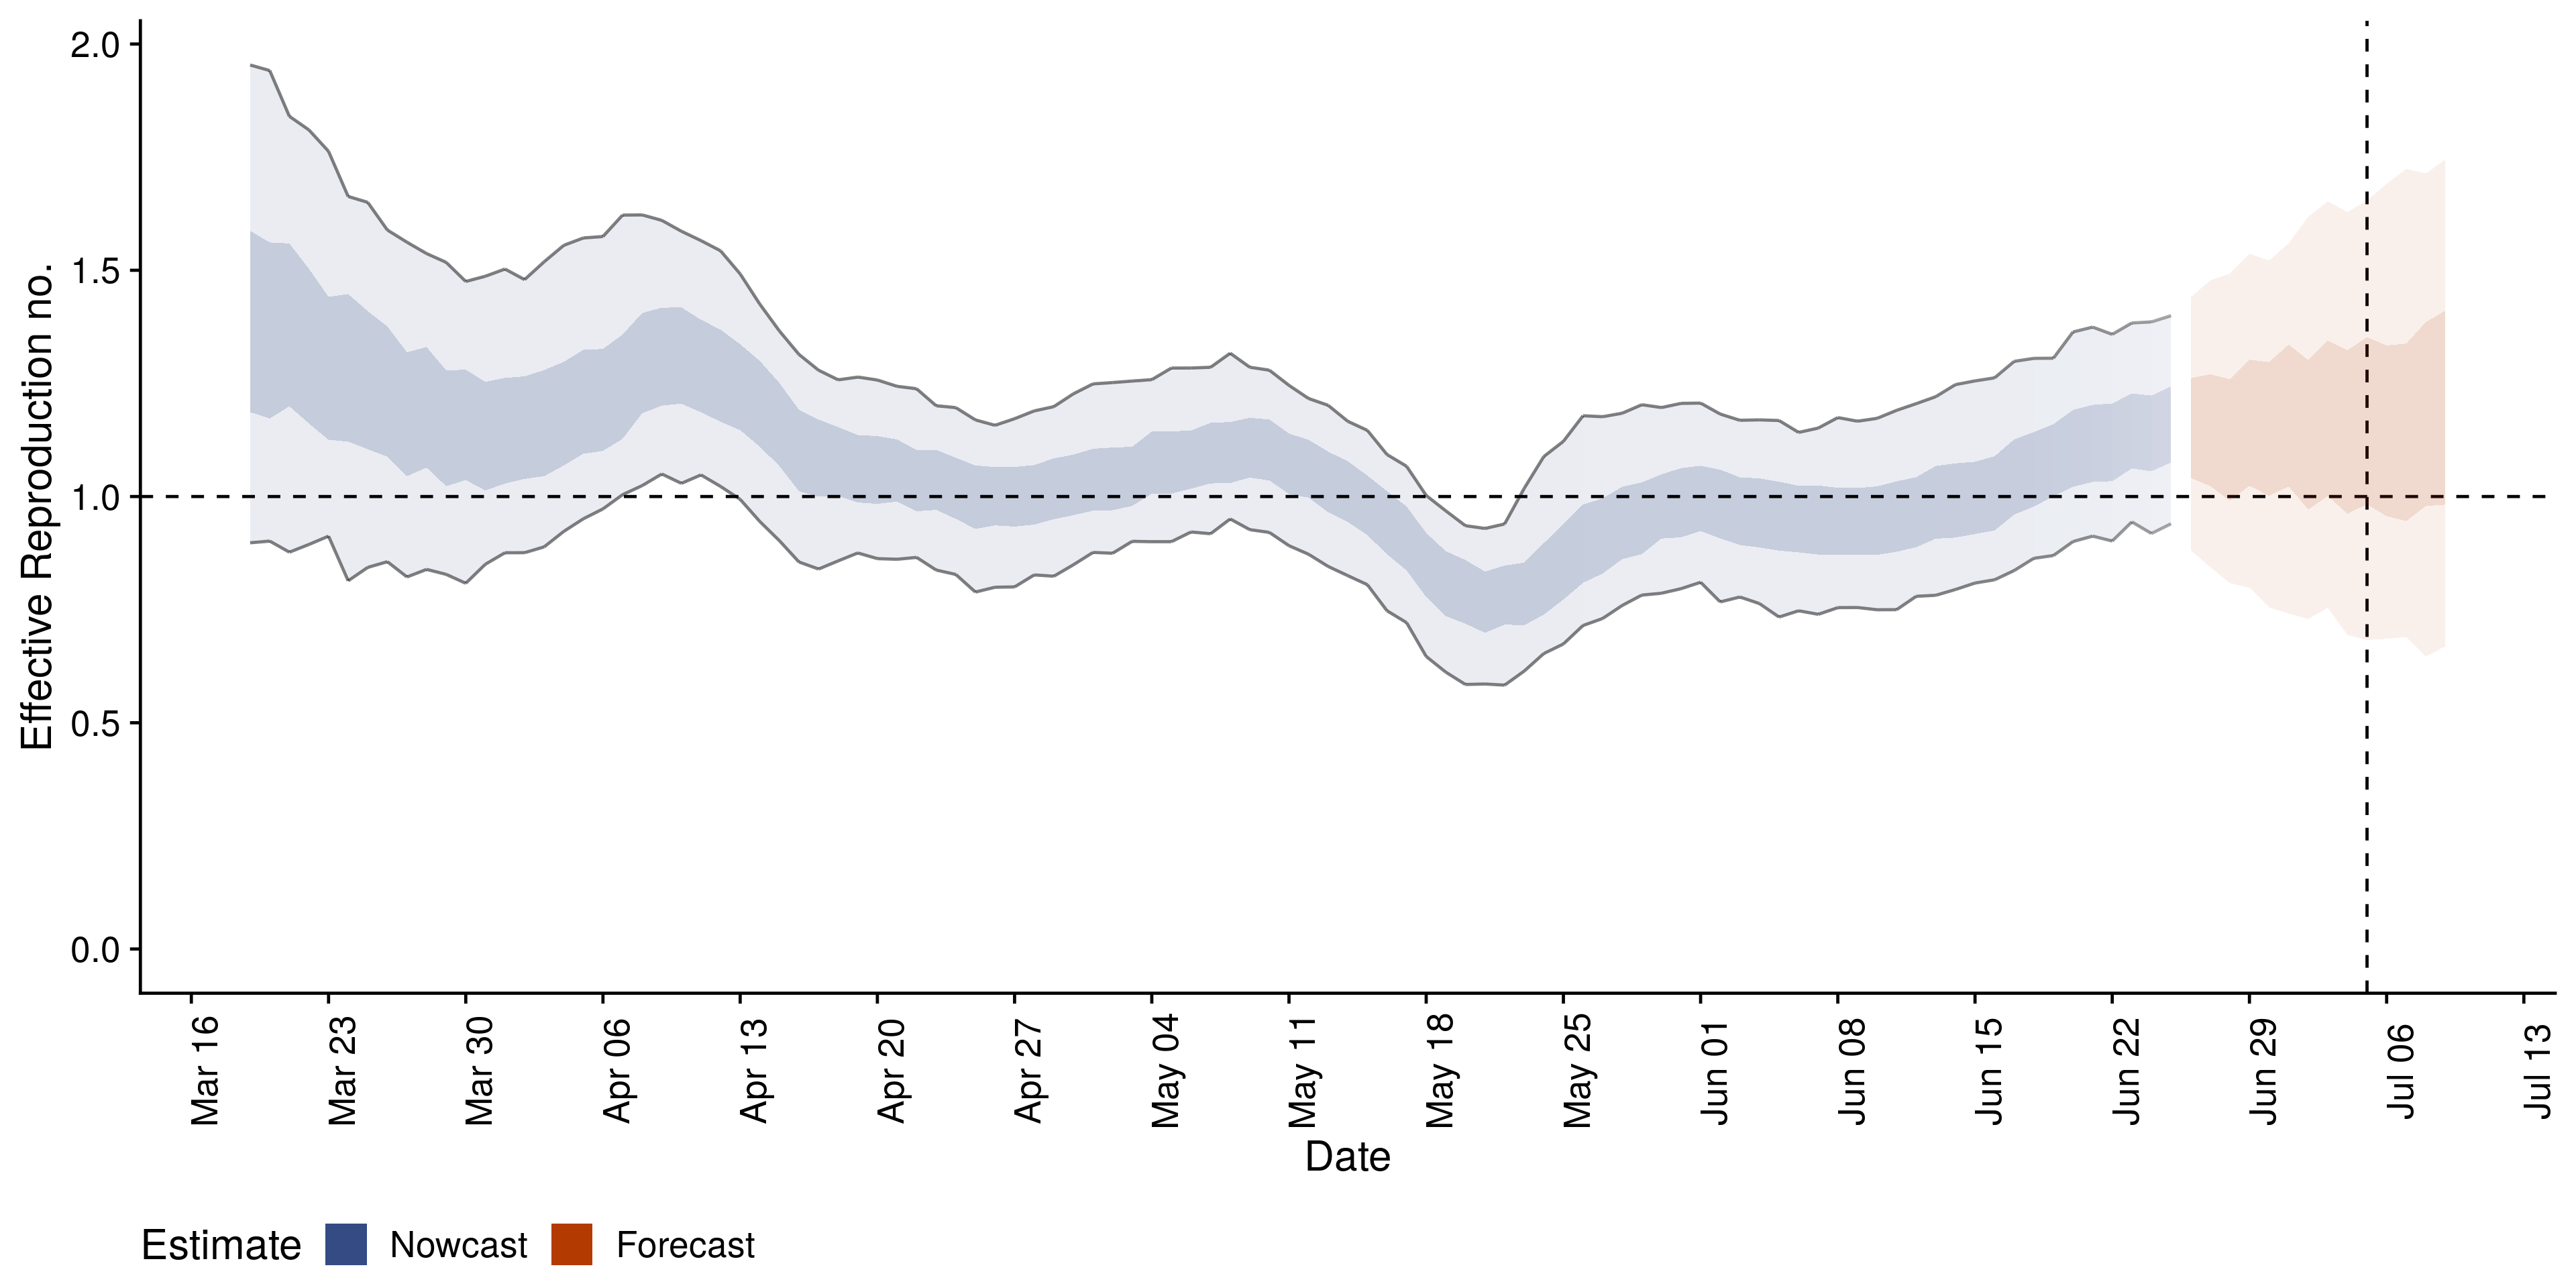 Effective Reproduction no.
2.0
1.5
1.0
0.5
0.0
Mar 16
Mar 23
Mar 30
Apr 06
Apr 13
Apr 20
Apr 27
May 04
May 11
May 18
May 25
Jun 01
Jun 08
Jun 15
Jun 22
Jun 29
Jul 06
Jul 13
Date
Estimate Nowcast Forecast